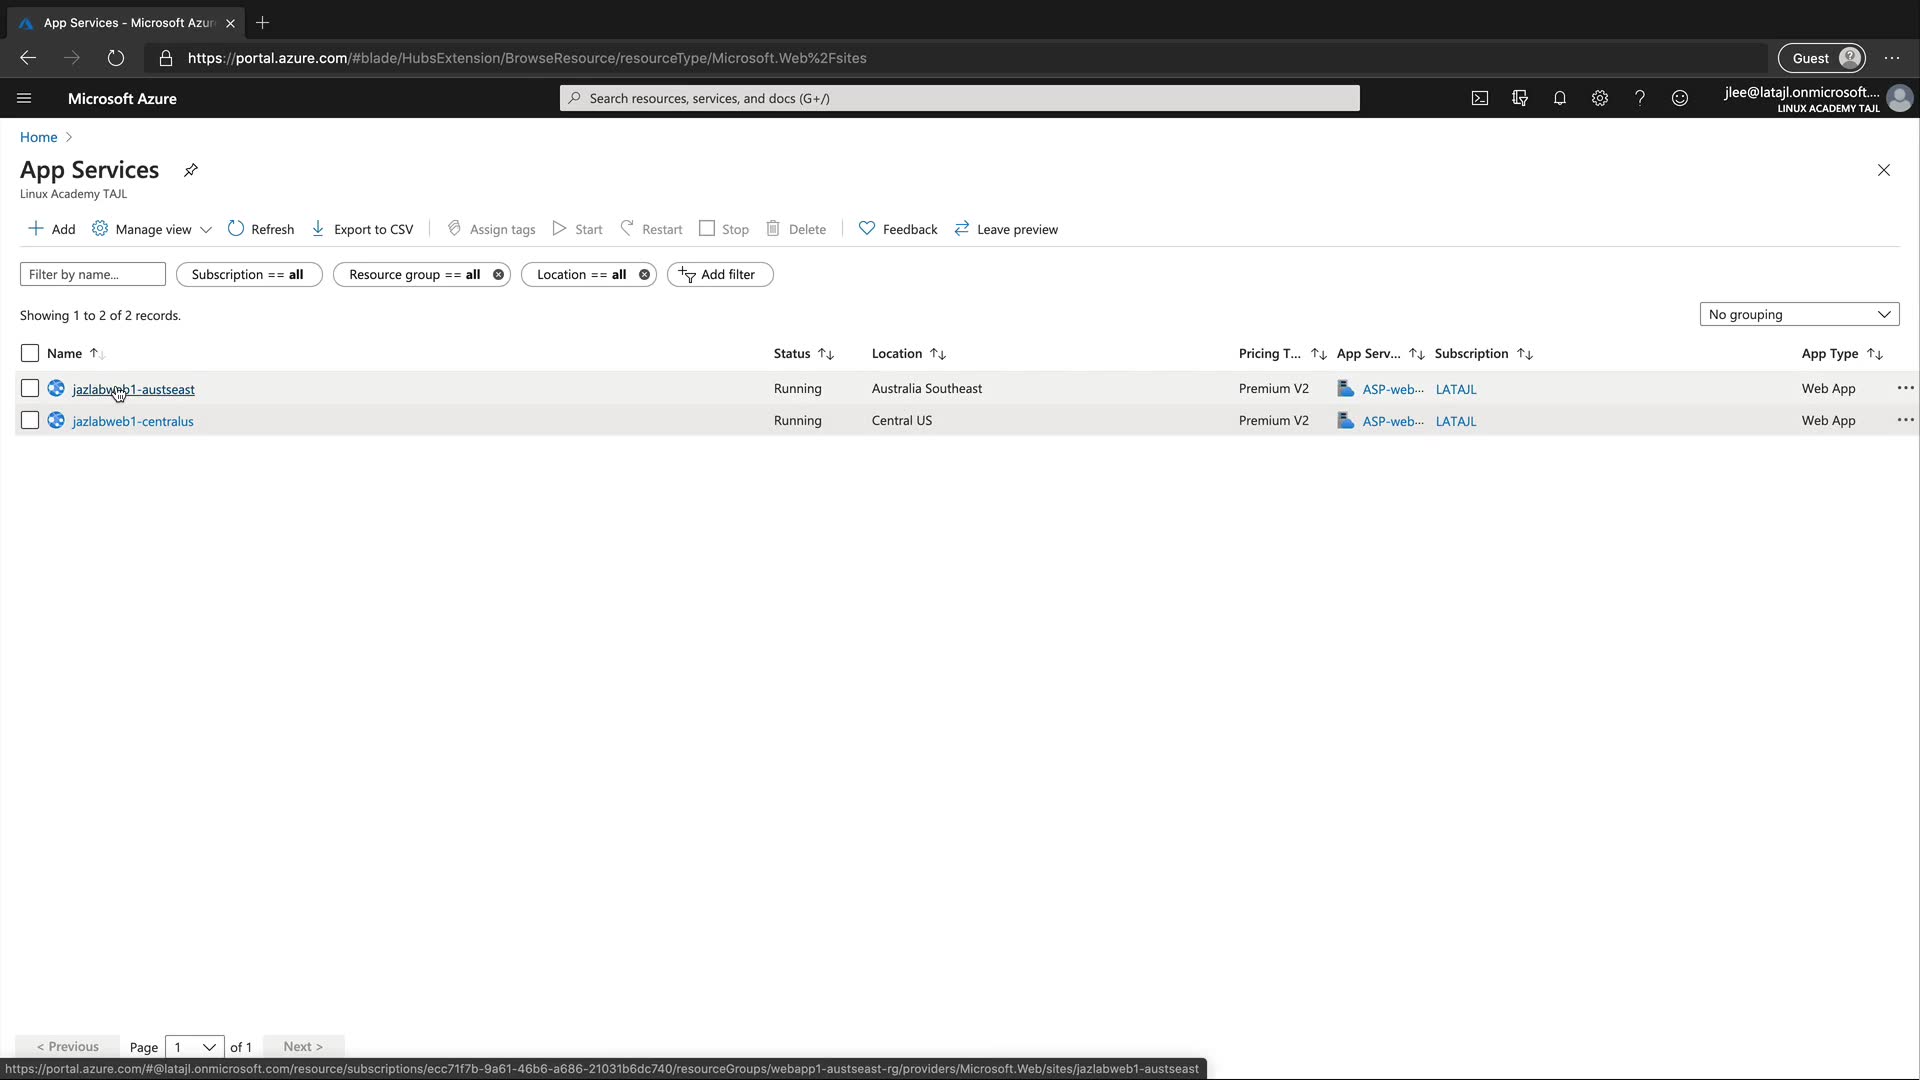 App Services - Microsoft Azur
https://portal.azure.com/#blade/HubsExtension/BrowseResource/resourceType/Microsoft.Web%2Fsites
Guest
Microsoft Azure
Search resources, services, and docs (G+/)
jlee@latajl.onmicrosoft....
LINUX ACADEMY TAJL
Home
App Services
Linux Academy TAJL
Add Manage view Refresh Export to CSV Assign tags Start Restart Stop Delete Feedback Leave preview
Filter by name... Subscription == all Resource group == all Location == all Add filter
Showing 1 to 2 of 2 records. No grouping
Name Status Location Pricing T... App Serv... Subscription App Type
jazlabweb1-austseast Running Australia Southeast Premium V2 ASP-web... LATAJL Web App
jazlabweb1-centralus Running Central US Premium V2 ASP-web... LATAJL Web App
< Previous Page 1 of 1 Next >
https://portal.azure.com/#@latajl.onmicrosoft.com/resource/subscriptions/ecc71f7b-9a61-46b6-a686-21031b6dc740/resourceGroups/webapp1-austseast-rg/providers/Microsoft.Web/sites/jazlabweb1-austseast